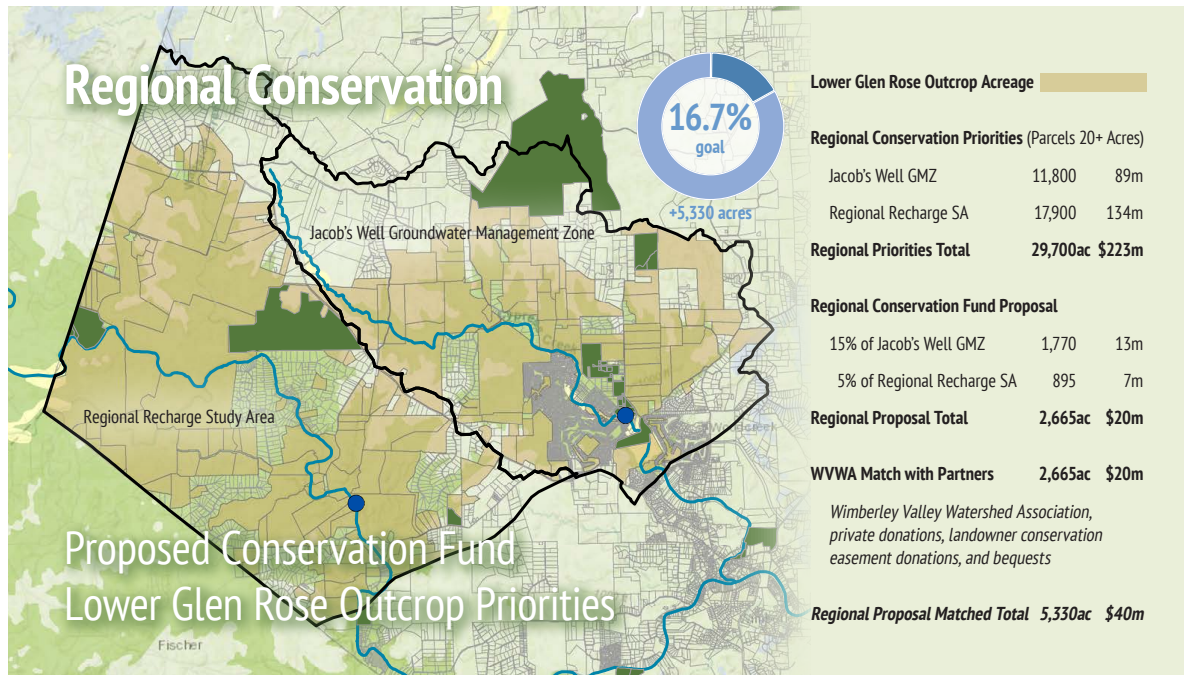 Regional Conservation
16.7%
goal
+5,330 acres
Jacob's Well Groundwater Management Zone
Cypress Creek
Regional Recharge Study Area
Woodcreek
Proposed Conservation Fund
Lower Glen Rose Outcrop Priorities
Fischer
Lower Glen Rose Outcrop Acreage
Regional Conservation Priorities (Parcels 20+ Acres)
Jacob's Well GMZ 11,800 89m
Regional Recharge SA 17,900 134m
Regional Priorities Total 29,700ac $223m
Regional Conservation Fund Proposal
15% of Jacob's Well GMZ 1,770 13m
5% of Regional Recharge SA 895 7m
Regional Proposal Total 2,665ac $20m
WVWA Match with Partners 2,665ac $20m
Wimberley Valley Watershed Association,
private donations, landowner conservation
easement donations, and bequests
Regional Proposal Matched Total 5,330ac $40m